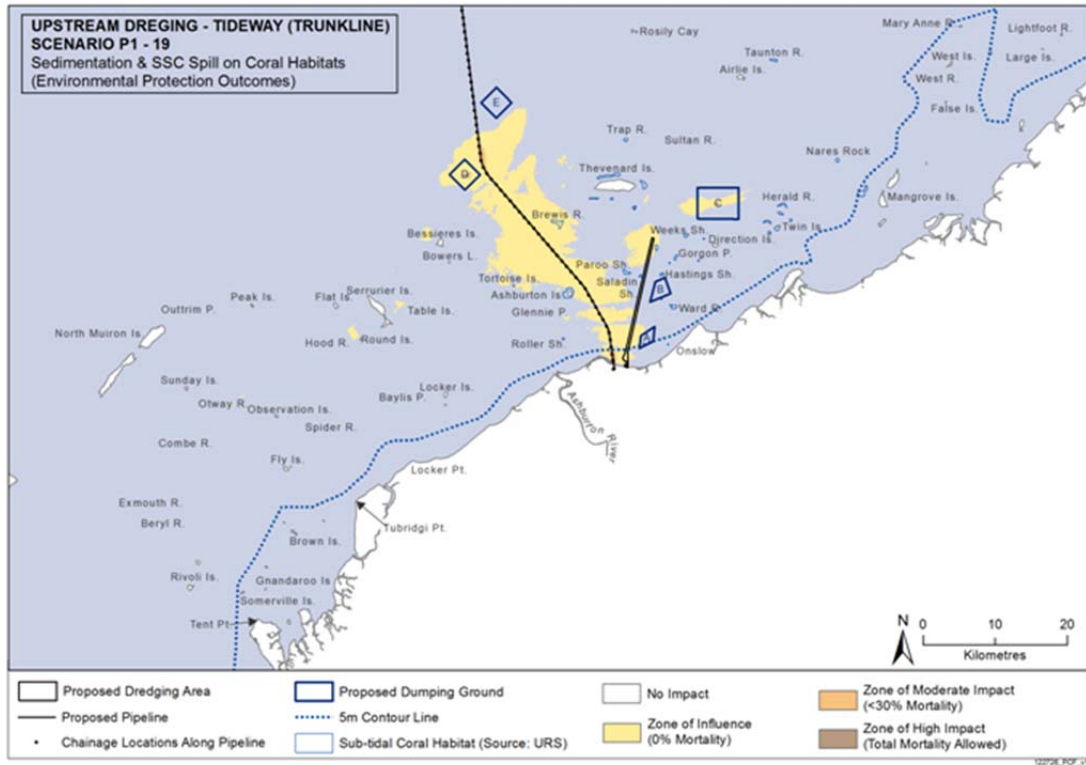 UPSTREAM DREGING - TIDEWAY (TRUNKLINE)
SCENARIO P1 - 19
Sedimentation & SSC Spill on Coral Habitats
(Environmental Protection Outcomes)
Rosily Cay
Mary Anne R.
Lightfoot R.
Taunton R.
Airlie Is.
West Is.
Large Is.
West R.
False Is.
E
Trap R.
Sultan R.
Nares Rock
D
Thevenard Is.
C
Herald R.
Mangrove Is.
Brewis R.
Weeks Sh.
Twin Is.
Bessieres Is.
Direction Is.
Bowers L.
Gorgon P.
Paroo Sh.
Hastings Sh.
Tortoise Is.
Saladin
Sh.
Serrurier Is.
Ashburton Is.
B
Peak Is.
Flat Is.
Table Is.
Glennie P.
Ward R.
Outtrim P.
North Muiron Is.
Hood R.
Round Is.
Roller Sh.
A
Onslow
Sunday Is.
Locker Is.
Otway R.
Observation Is.
Baylis P.
Ashburton River
Spider R.
Combe R.
Fly Is.
Locker Pt.
Exmouth R.
Beryl R.
Tubridgi Pt.
Brown Is.
Rivoli Is.
Gnandaroo Is
Somerville Is.
Tent Pt
N
0 10 20
Kilometres
Proposed Dredging Area
Proposed Pipeline
Chainage Locations Along Pipeline
Proposed Dumping Ground
5m Contour Line
Sub-tidal Coral Habitat (Source: URS)
No Impact
Zone of Influence
(0% Mortality)
Zone of Moderate Impact
(<30% Mortality)
Zone of High Impact
(Total Mortality Allowed)